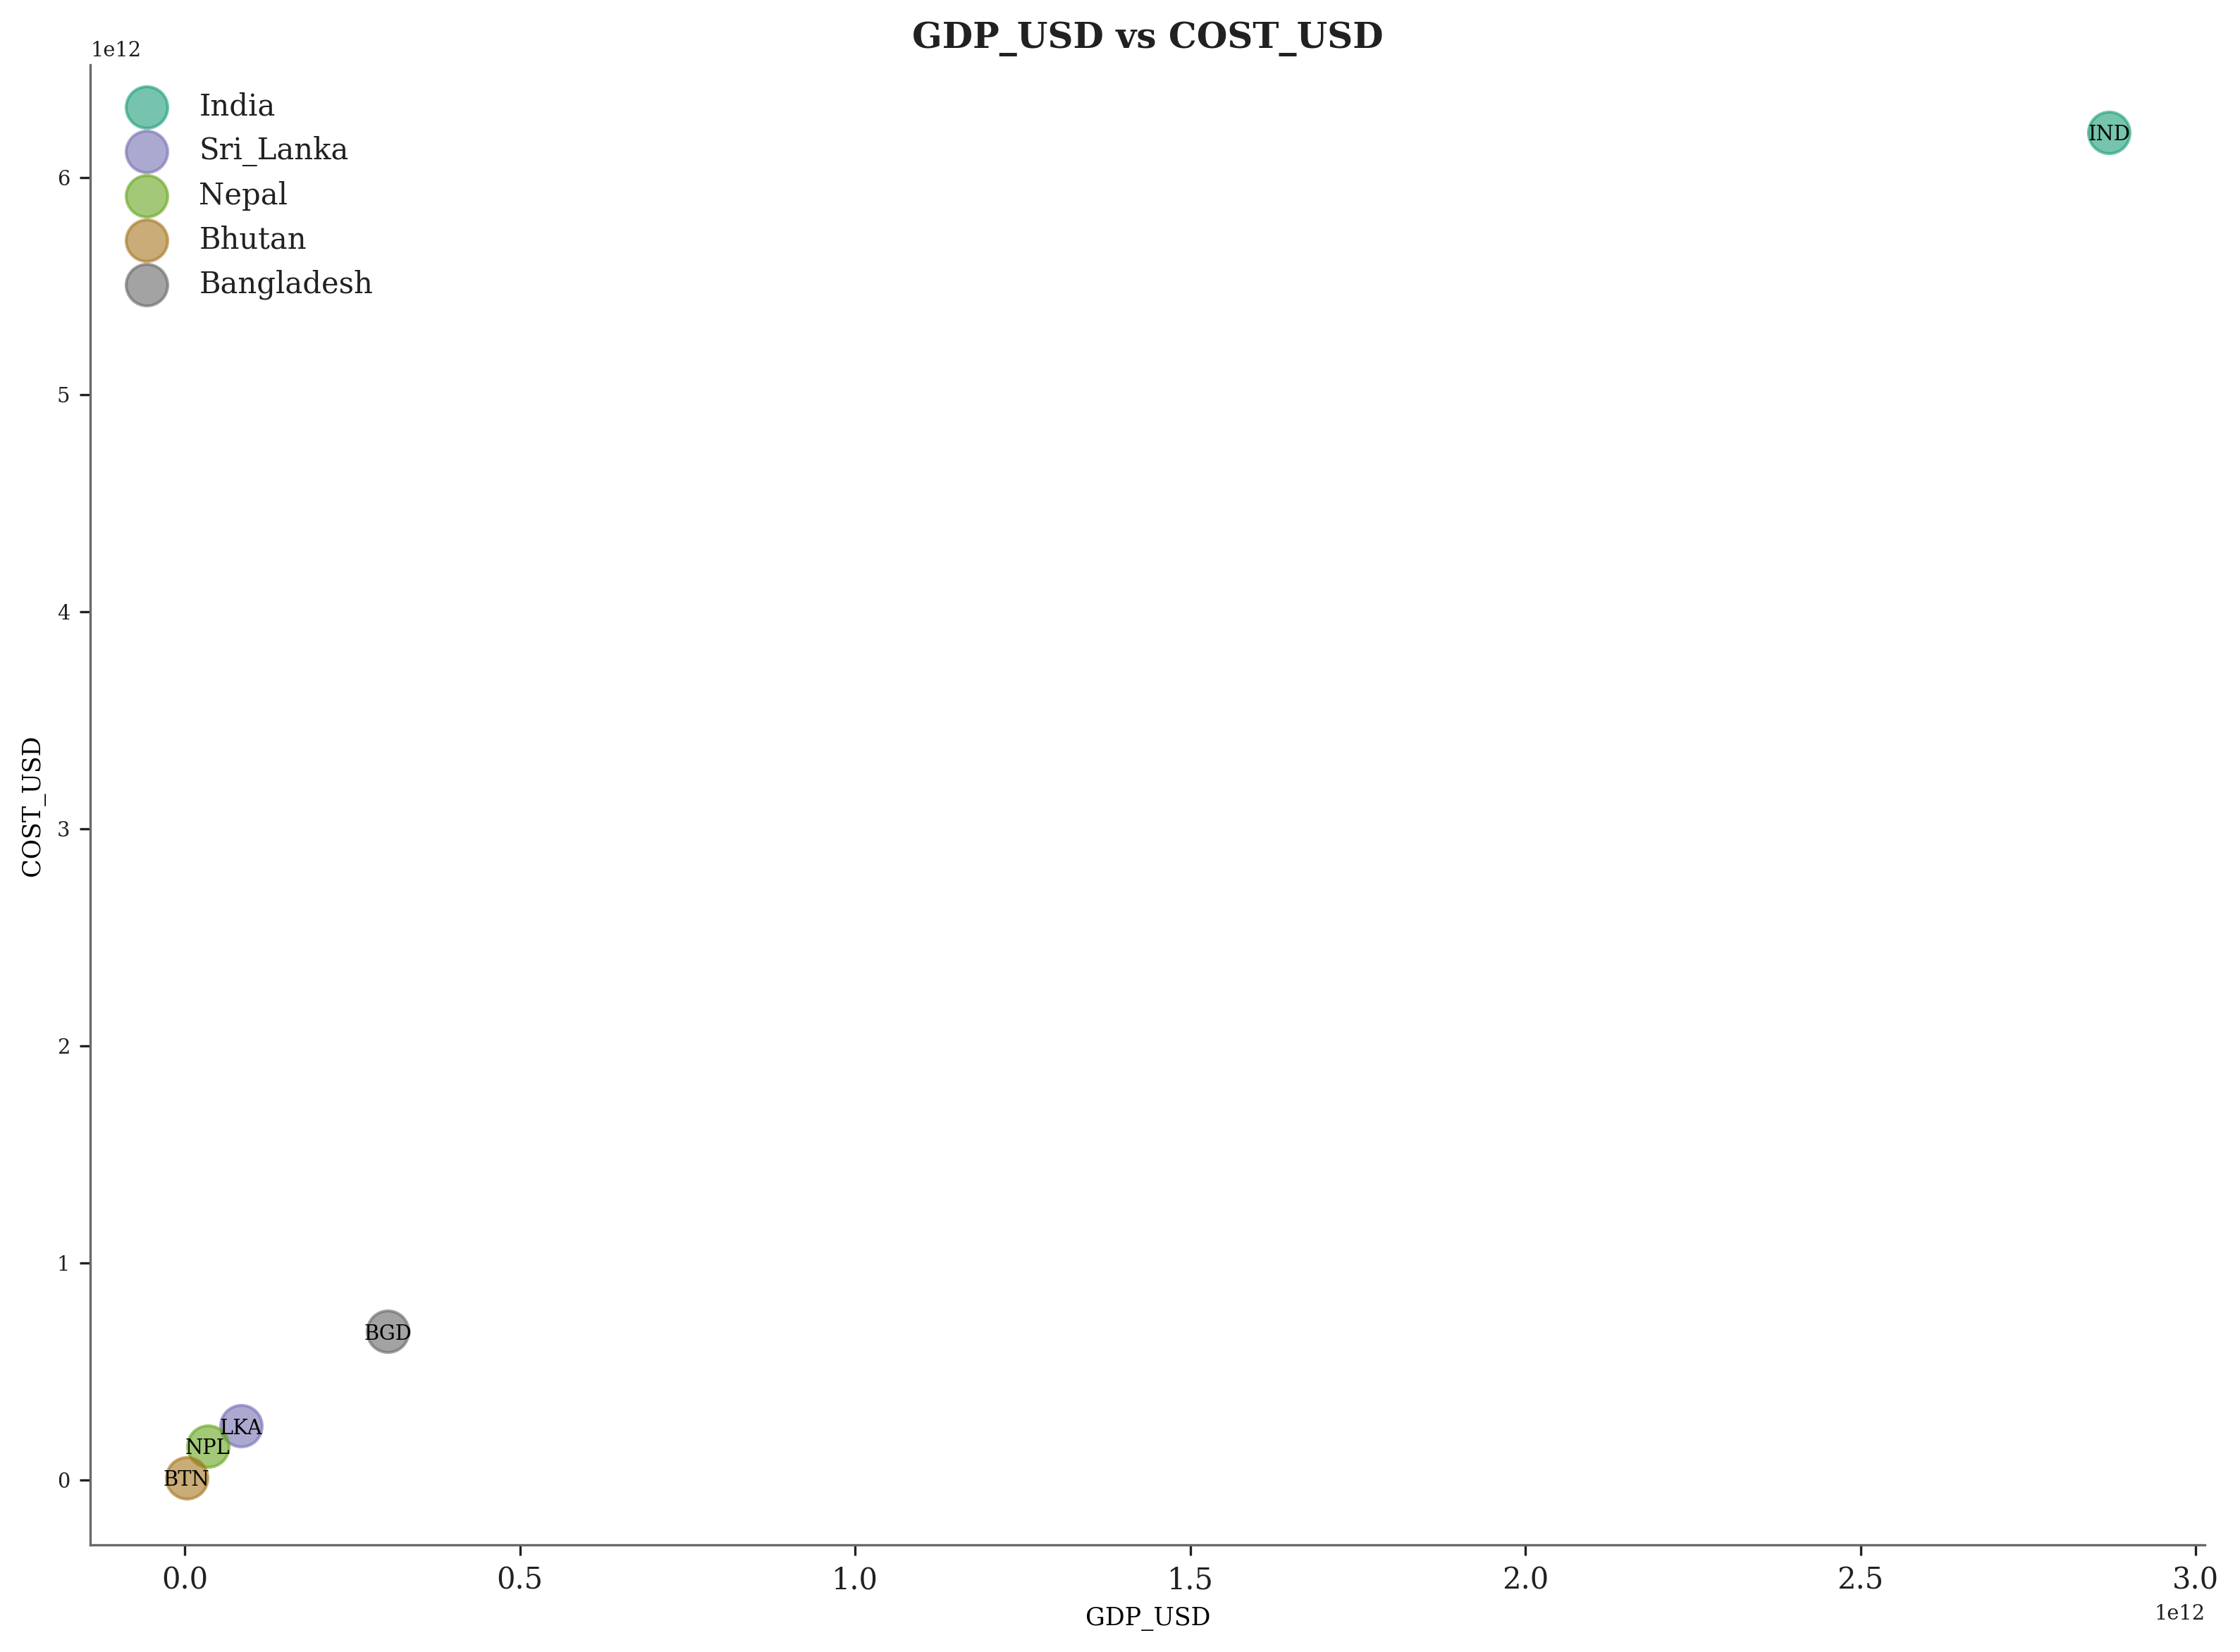 GDP_USD vs COST_USD
1e12
India
Sri_Lanka
Nepal
Bhutan
Bangladesh
IND
6
5
4
3
2
1
0
COST_USD
BGD
LKA
NPL
BTN
0.0 0.5 1.0 1.5 2.0 2.5 3.0
GDP_USD
1e12